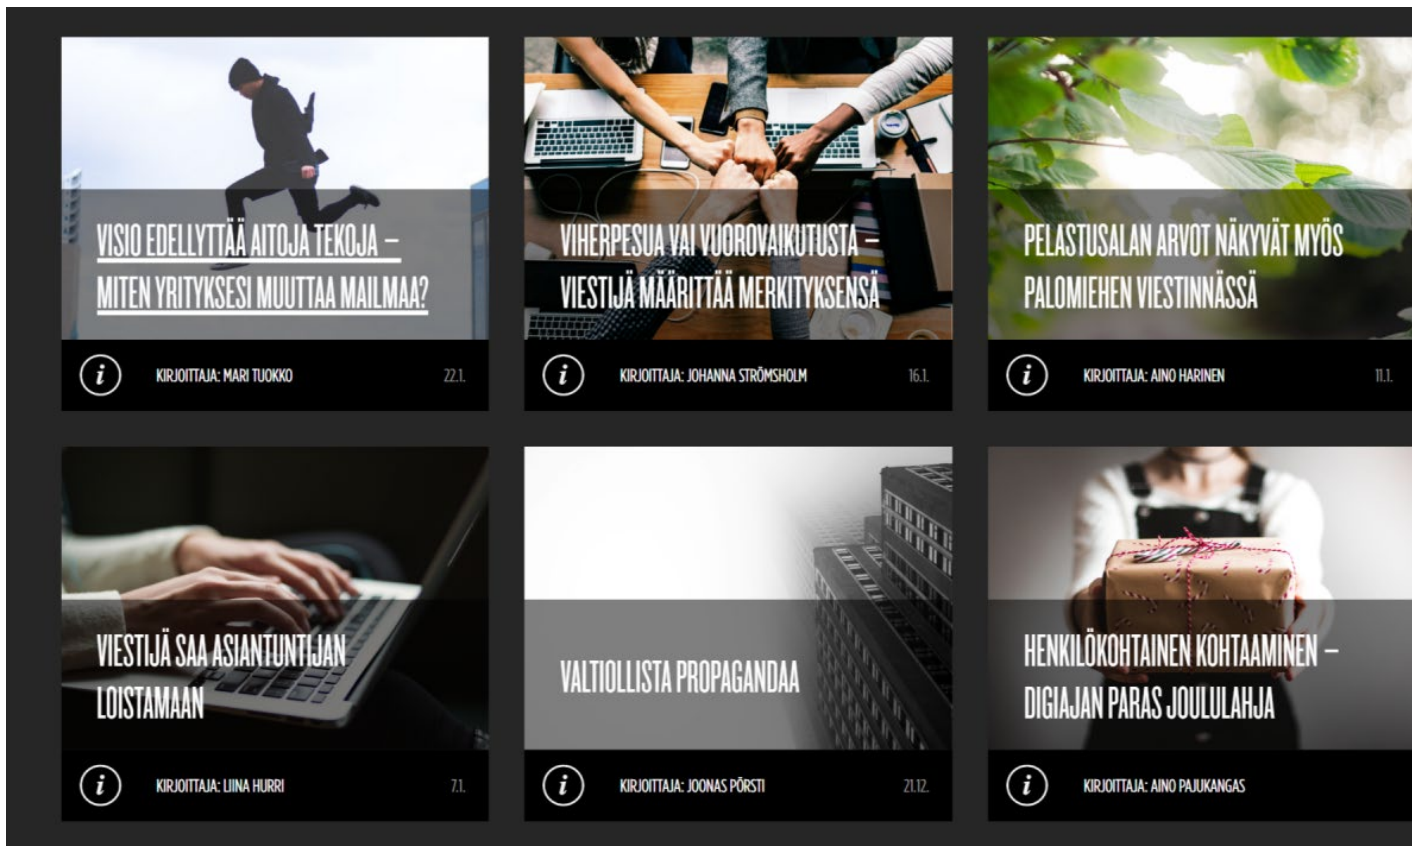 VISIO EDELLYTTÄÄ AITOJA TEKOJA –
MITEN YRITYKSESI MUUTTAA MAILMAA?
i KIRJOITTAJA: MARI TUOKKO 22.1.
VIHERPESUA VAI VUOROVAIKUTUSTA –
VIESTIJÄ MÄÄRITTÄÄ MERKITYKSENSÄ
i KIRJOITTAJA: JOHANNA STRÖMSHOLM 16.1.
PELASTUSALAN ARVOT NÄKYVÄT MYÖS
PALOMIEHEN VIESTINNÄSSÄ
i KIRJOITTAJA: AINO HARINEN 11.1.
VIESTIJÄ SAA ASIANTUNTIJAN
LOISTAMAAN
i KIRJOITTAJA: LIINA HURRI 7.1.
VALTIOLLISTA PROPAGANDAA
i KIRJOITTAJA: JOONAS PÖRSTI 21.12.
HENKILÖKOHTAINEN KOHTAAMINEN –
DIGIAJAN PARAS JOULULAHJA
i KIRJOITTAJA: AINO PAJUKANGAS